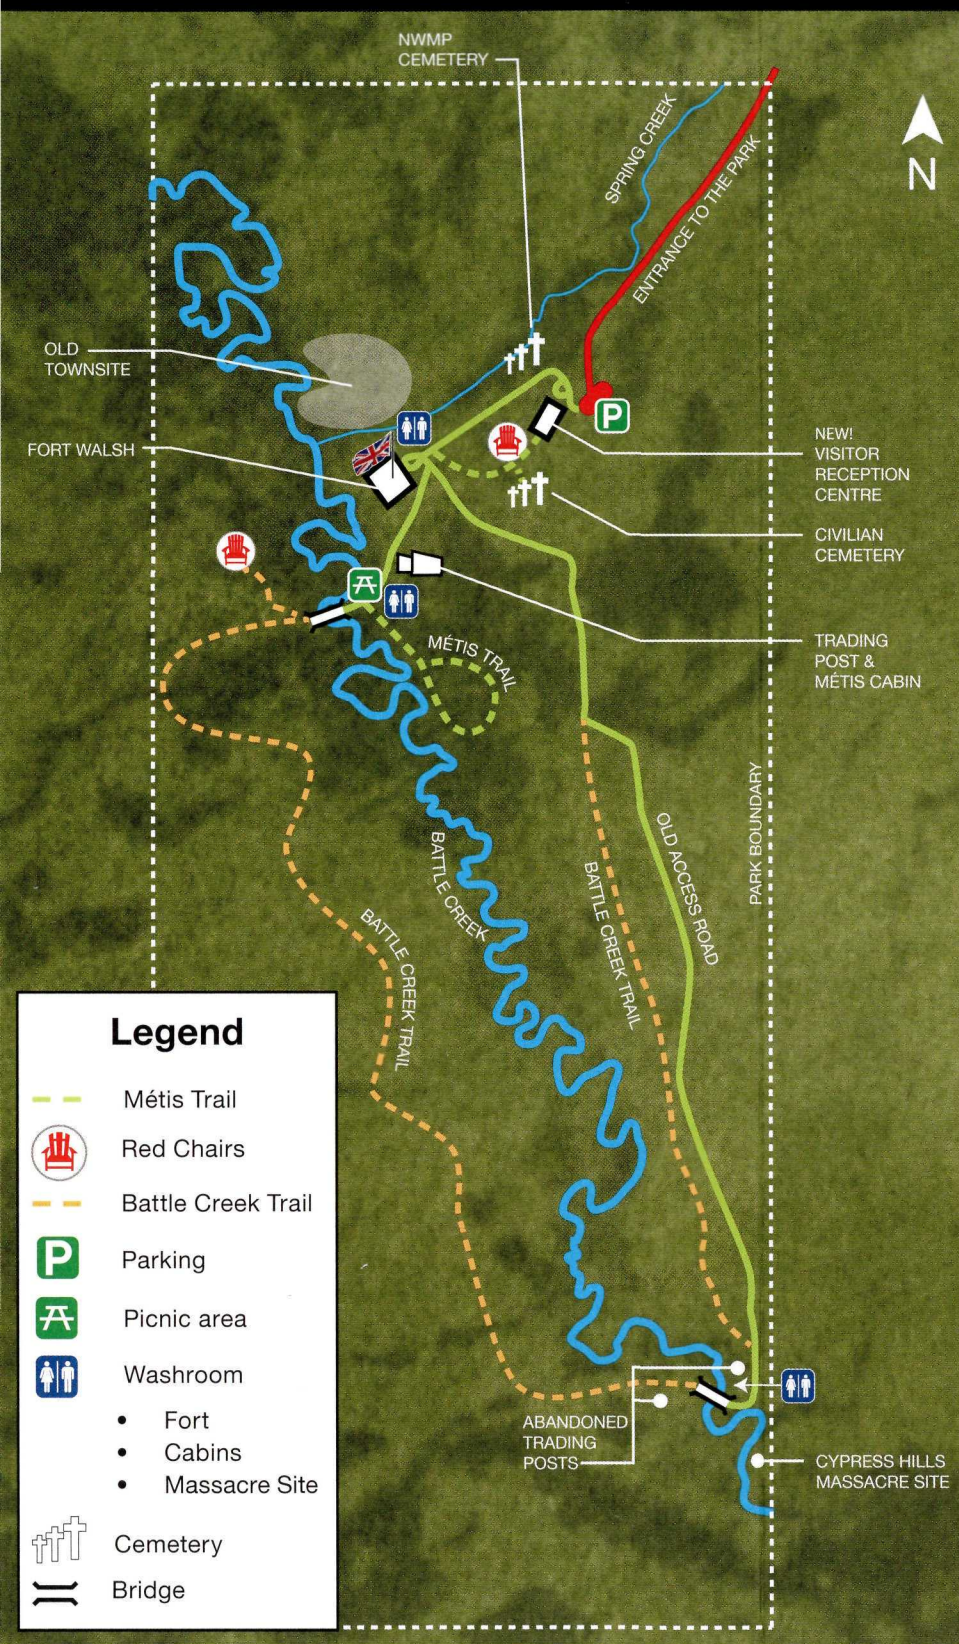 NWMP
CEMETERY
SPRING CREEK
ENTRANCE TO THE PARK
N
OLD
TOWNSITE
FORT WALSH
P
NEW!
VISITOR
RECEPTION
CENTRE
CIVILIAN
CEMETERY
TRADING
POST &
MÉTIS CABIN
MÉTIS TRAIL
PARK BOUNDARY
OLD ACCESS ROAD
BATTLE CREEK
BATTLE CREEK TRAIL
BATTLE CREEK TRAIL
Legend
Métis Trail
Red Chairs
Battle Creek Trail
P Parking
Picnic area
Washroom
• Fort
• Cabins
• Massacre Site
Cemetery
Bridge
ABANDONED
TRADING
POSTS
CYPRESS HILLS
MASSACRE SITE